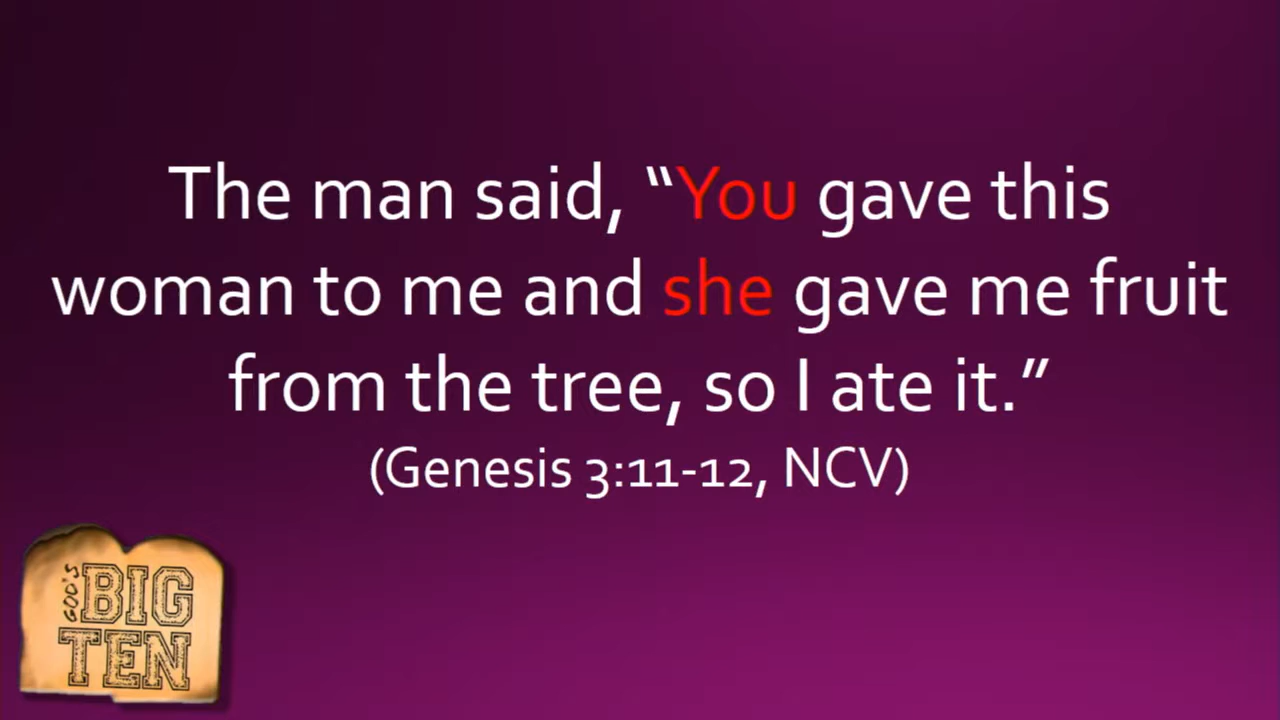 The man said, “You gave this
woman to me and she gave me fruit
from the tree, so I ate it.”
(Genesis 3:11-12, NCV)
GOD'S
BIG
TEN